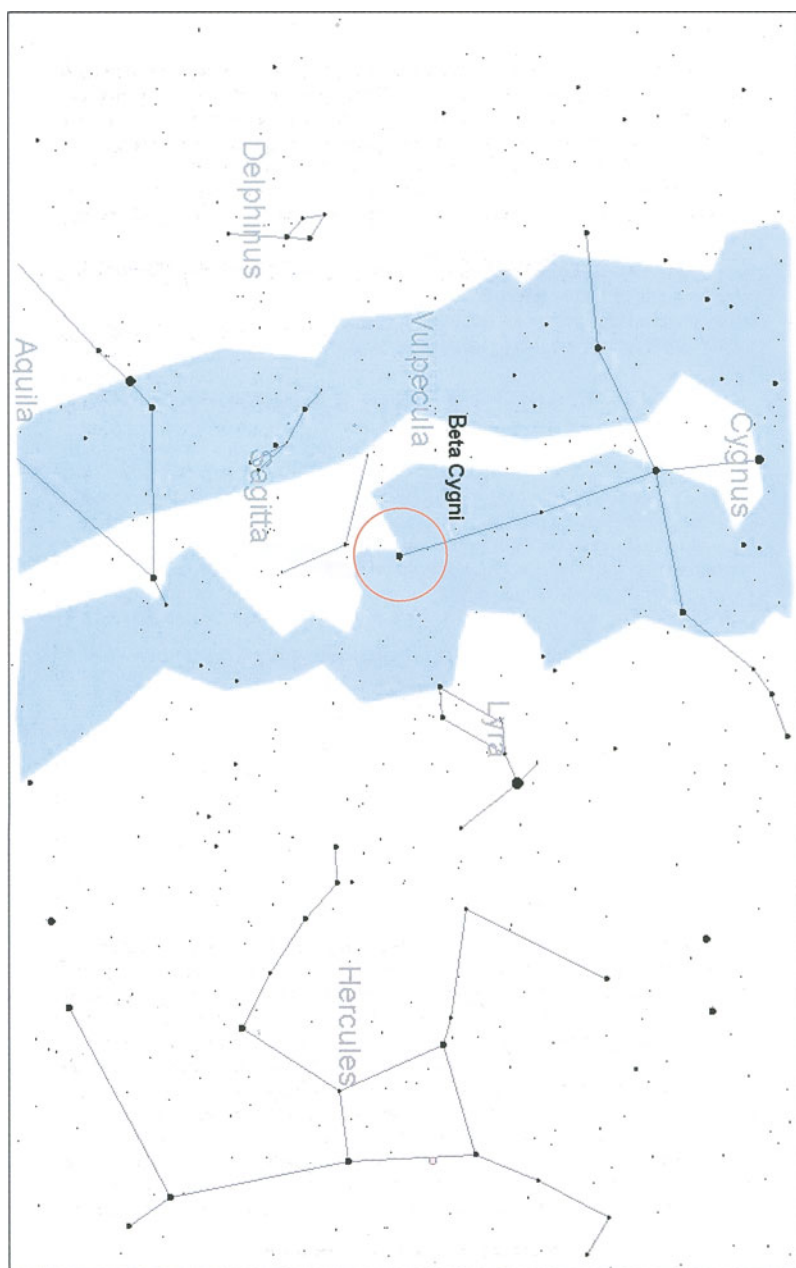 Cygnus
Lyra
Beta Cygni
Vulpecula
Hercules
Delphinus
Sagitta
Aquila